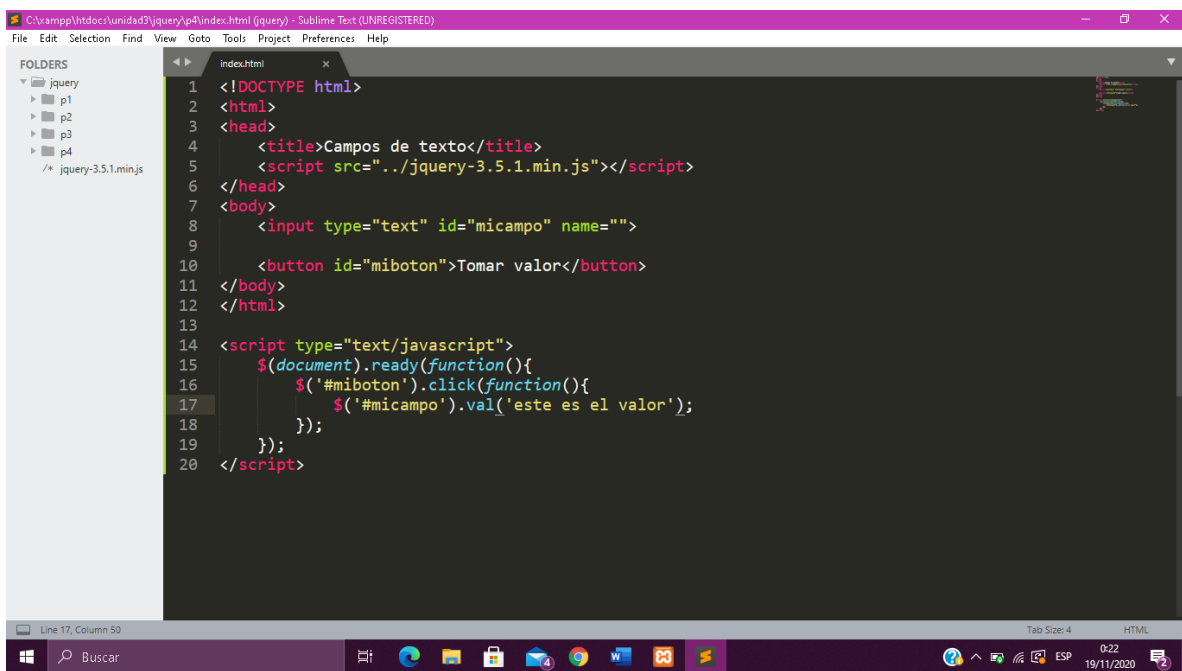 C:\xampp\htdocs\unidad3\jquery\p4\index.html (jquery) - Sublime Text (UNREGISTERED)
File Edit Selection Find View Goto Tools Project Preferences Help
FOLDERS
jquery
p1
p2
p3
p4
/* jquery-3.5.1.min.js
index.html
1 <!DOCTYPE html>
2 <html>
3 <head>
4 <title>Campos de texto</title>
5 <script src="../jquery-3.5.1.min.js"></script>
6 </head>
7 <body>
8 <input type="text" id="micampo" name="">
9
10 <button id="miboton">Tomar valor</button>
11 </body>
12 </html>
13
14 <script type="text/javascript">
15 $(document).ready(function(){
16 $('#miboton').click(function(){
17 $('#micampo').val('este es el valor');
18 });
19 });
20 </script>
Line 17, Column 50
Tab Size: 4 HTML
Buscar
4
W
ESP
0:22
19/11/2020
2